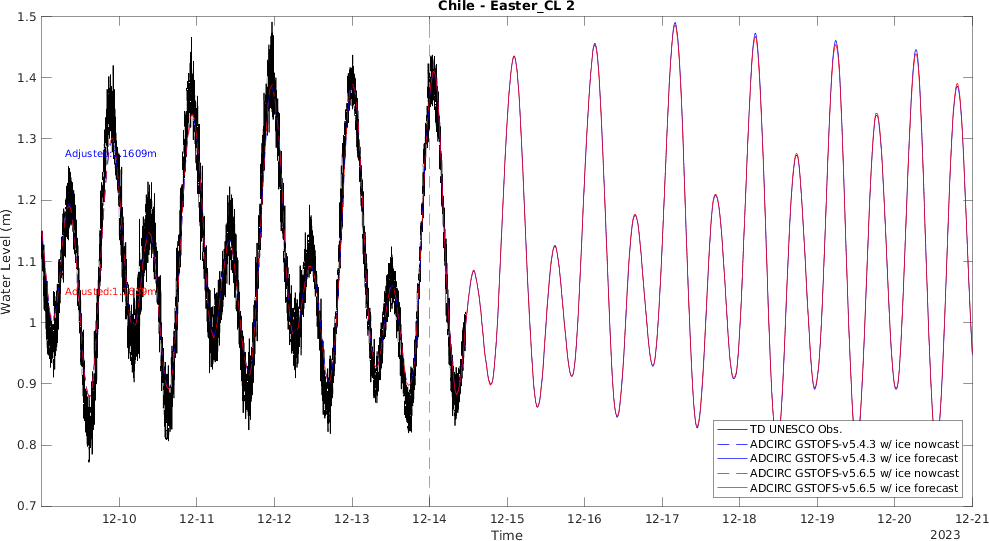 Chile - Easter_CL 2
1.5
1.4
1.3
1.2
1.1
1
0.9
0.8
0.7
Water Level (m)
Adjusted:1.1609m
12-10
12-11
12-12
12-13
12-14
12-15
12-16
12-17
12-18
12-19
12-20
12-21
2023
Time
TD UNESCO Obs.
ADCIRC GSTOFS-v5.4.3 w/ ice nowcast
ADCIRC GSTOFS-v5.4.3 w/ ice forecast
ADCIRC GSTOFS-v5.6.5 w/ ice nowcast
ADCIRC GSTOFS-v5.6.5 w/ ice forecast